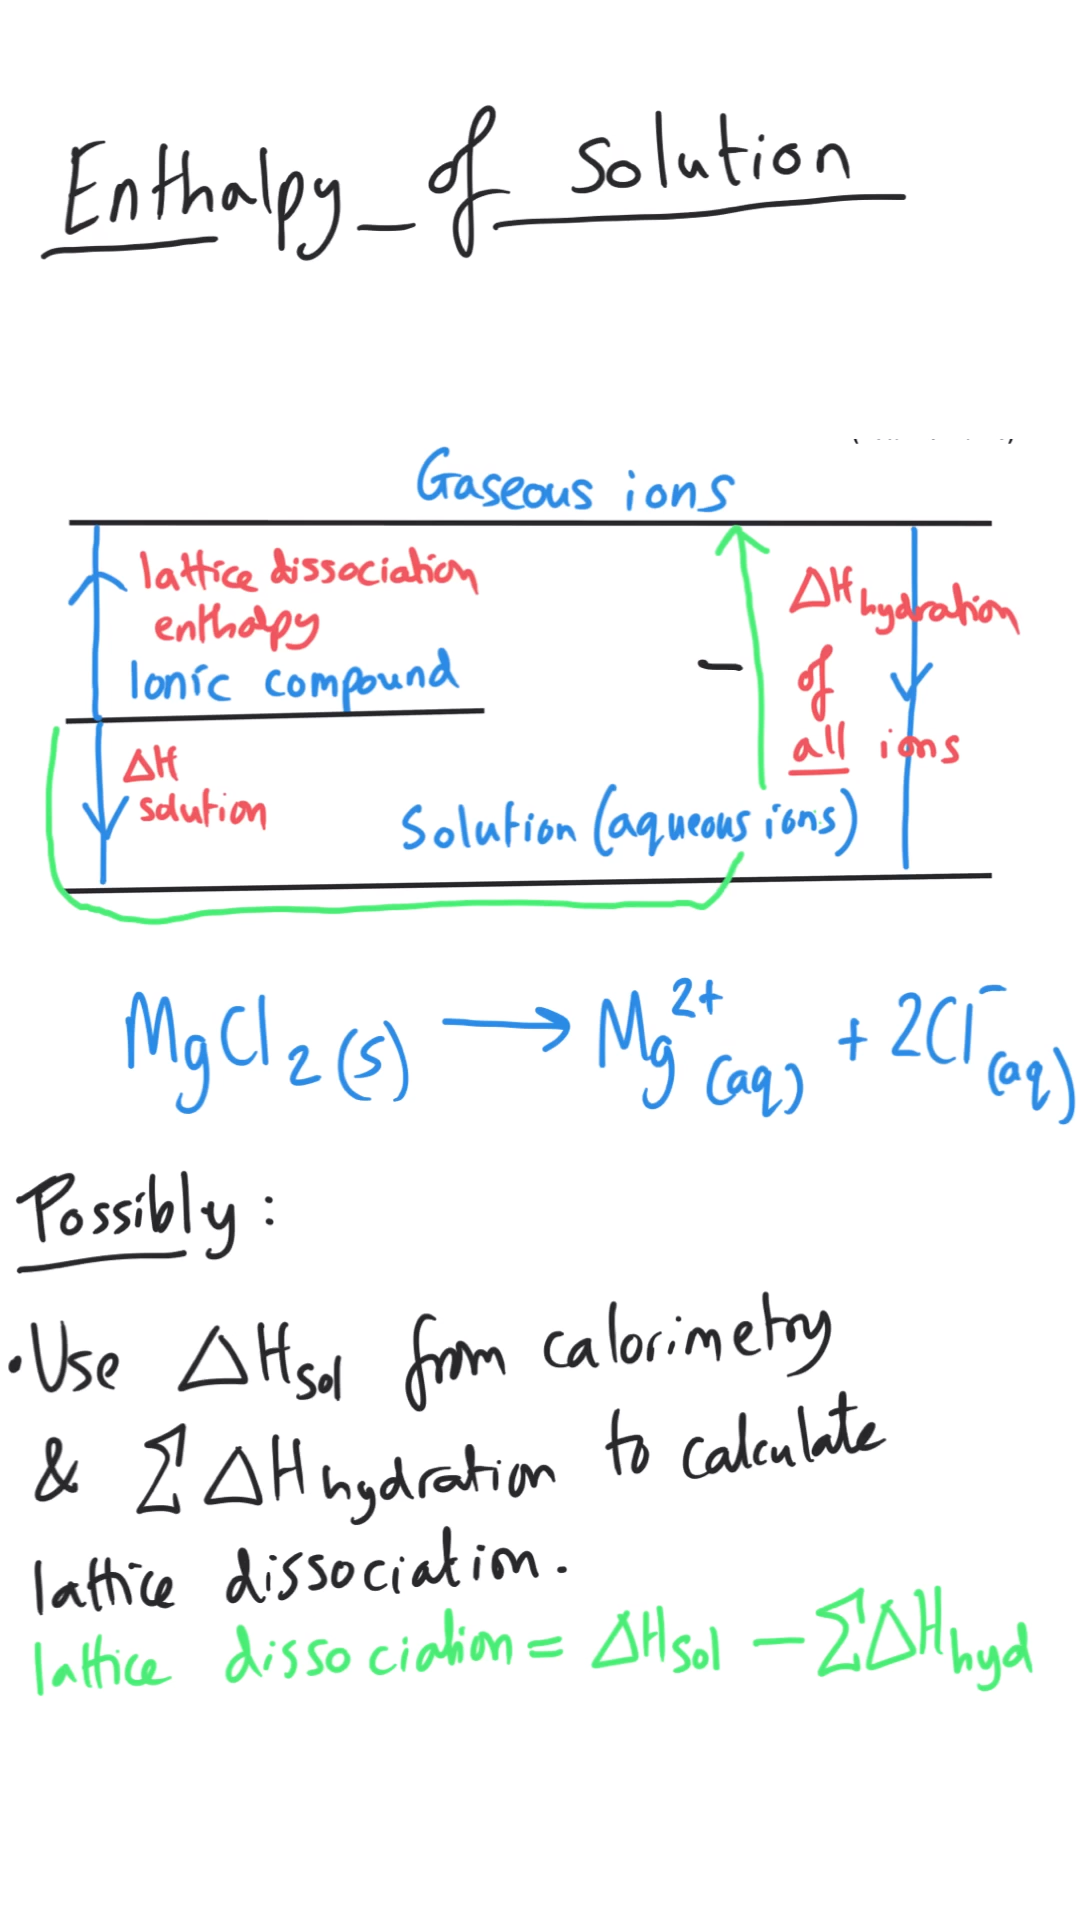 Enthalpy of solution
Gaseous ions
lattice dissociation
enthalpy
Ionic compound
ΔH
solution
ΔH hydration
of
all ions
−
Solution (aqueous ions)
MgCl₂(s) ⟶ Mg²⁺(aq) + 2Cl⁻(aq)
Possibly:
• Use ΔHsol from calorimetry
& ΣΔHhydration to calculate
lattice dissociation.
lattice dissociation = ΔHsol − ΣΔHhyd